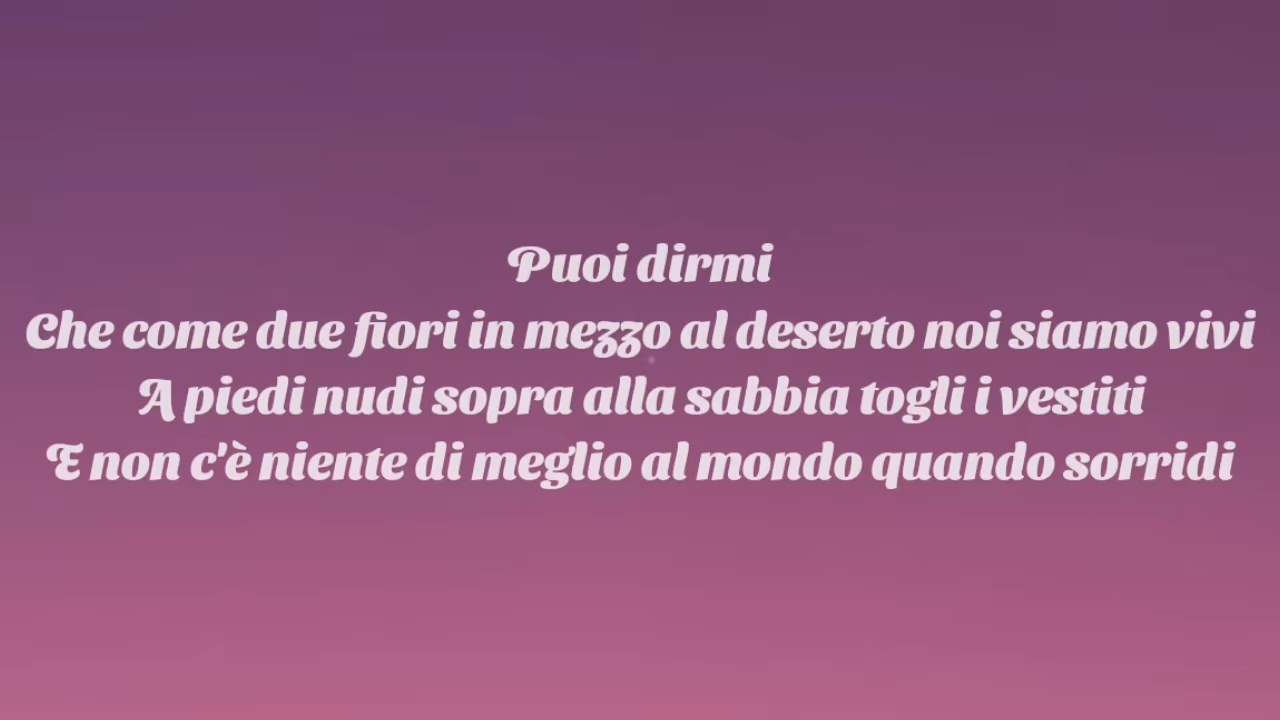 Puoi dirmi
Che come due fiori in mezzo al deserto noi siamo vivi
A piedi nudi sopra alla sabbia togli i vestiti
E non c'è niente di meglio al mondo quando sorridi